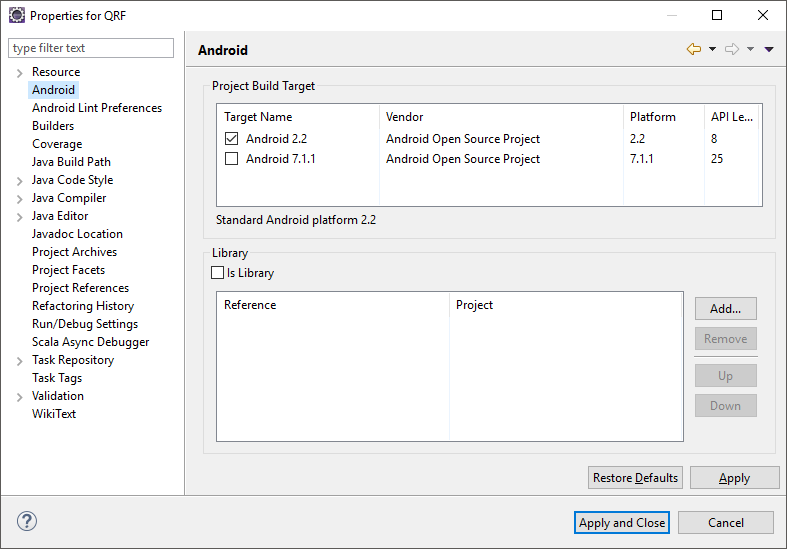 Properties for QRF
type filter text
Resource
Android
Android Lint Preferences
Builders
Coverage
Java Build Path
Java Code Style
Java Compiler
Java Editor
Javadoc Location
Project Archives
Project Facets
Project References
Refactoring History
Run/Debug Settings
Scala Async Debugger
Task Repository
Task Tags
Validation
WikiText
Android
Project Build Target
Target Name Vendor Platform API Le...
Android 2.2 Android Open Source Project 2.2 8
Android 7.1.1 Android Open Source Project 7.1.1 25
Standard Android platform 2.2
Library
Is Library
Reference Project
Add...
Remove
Up
Down
Restore Defaults Apply
Apply and Close Cancel